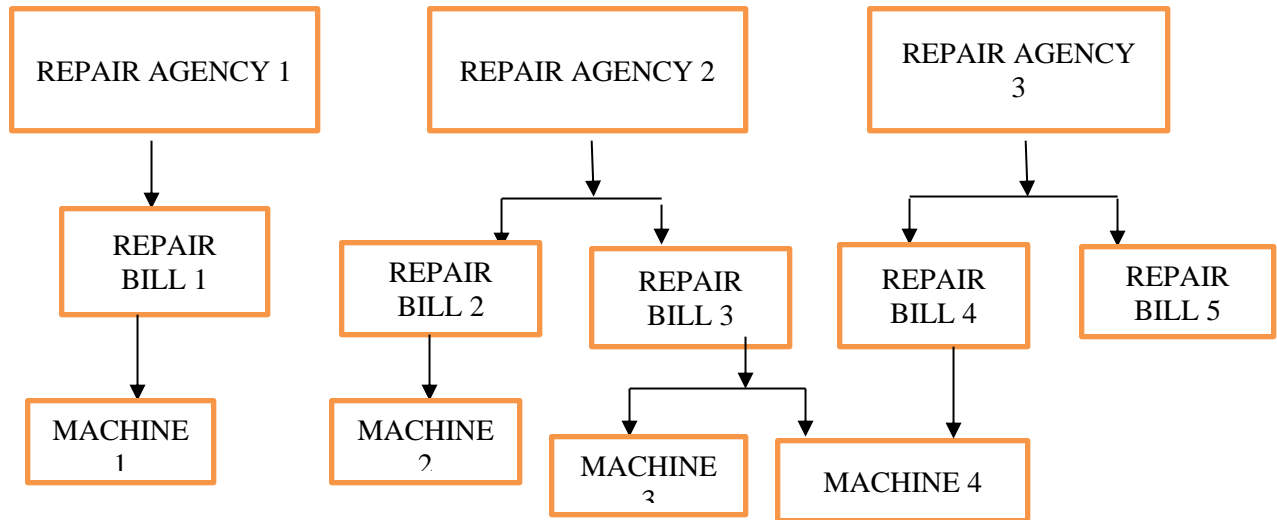 REPAIR AGENCY 1
REPAIR AGENCY 2
REPAIR AGENCY
3
REPAIR
BILL 1
REPAIR
BILL 2
REPAIR
BILL 3
REPAIR
BILL 4
REPAIR
BILL 5
MACHINE
1
MACHINE
2
MACHINE
3
MACHINE 4